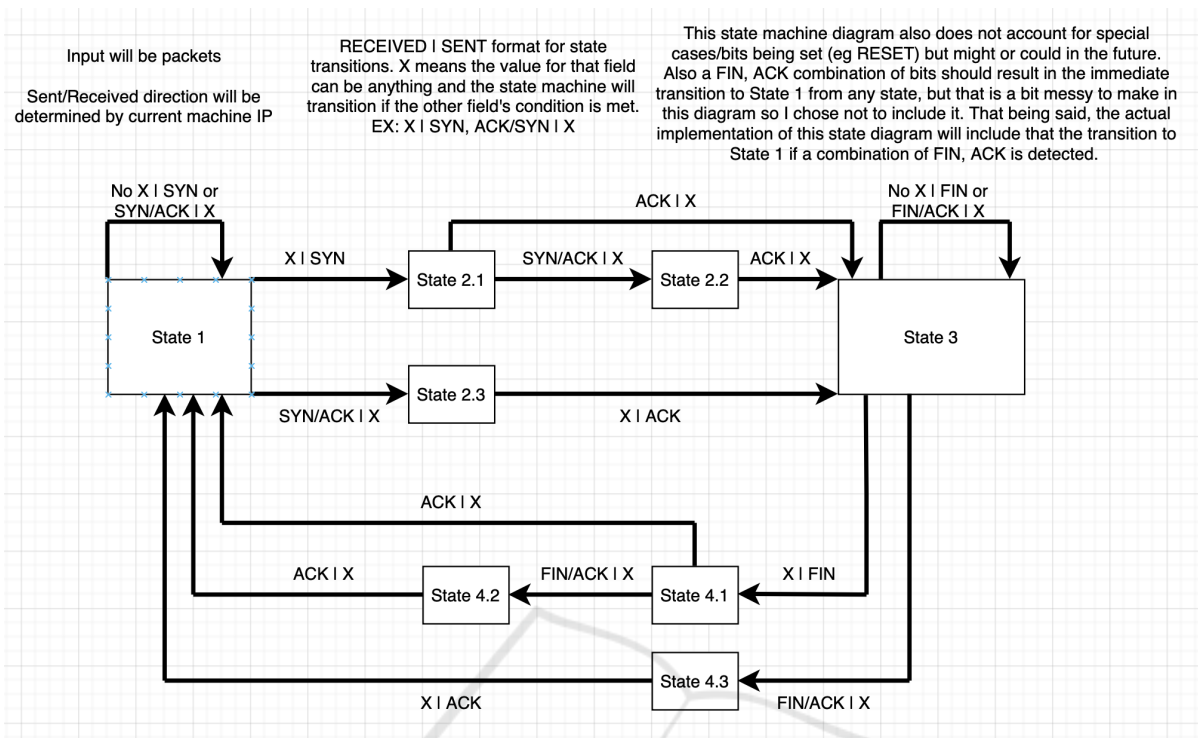 Input will be packets
Sent/Received direction will be
determined by current machine IP
RECEIVED | SENT format for state
transitions. X means the value for that field
can be anything and the state machine will
transition if the other field's condition is met.
EX: X | SYN, ACK/SYN | X
This state machine diagram also does not account for special
cases/bits being set (eg RESET) but might or could in the future.
Also a FIN, ACK combination of bits should result in the immediate
transition to State 1 from any state, but that is a bit messy to make in
this diagram so I chose not to include it. That being said, the actual
implementation of this state diagram will include that the transition to
State 1 if a combination of FIN, ACK is detected.
No X | SYN or
SYN/ACK | X
ACK | X
No X | FIN or
FIN/ACK | X
X | SYN
State 2.1
SYN/ACK | X
State 2.2
ACK | X
State 1
State 3
SYN/ACK | X
State 2.3
X | ACK
ACK | X
ACK | X
State 4.2
FIN/ACK | X
State 4.1
X | FIN
X | ACK
State 4.3
FIN/ACK | X